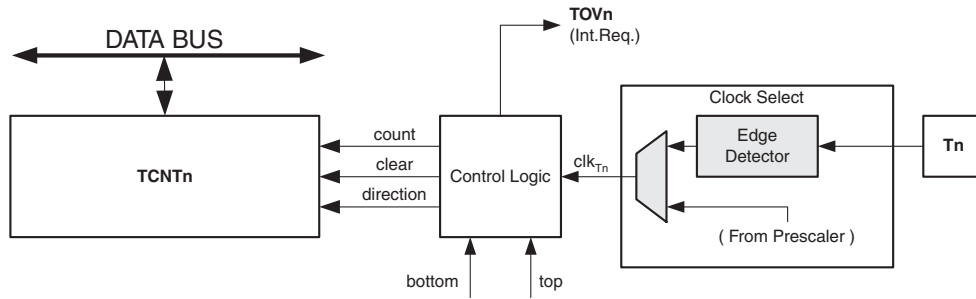 TOVn
(Int.Req.)
DATA BUS
Clock Select
count
Edge
Detector
Tn
TCNTn
clear
Control Logic
clkTn
direction
( From Prescaler )
bottom
top